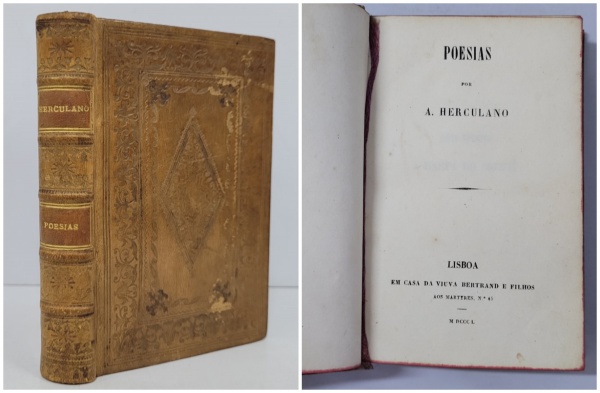 HERCULANO
POESIAS
POESIAS
POR
A. HERCULANO
LISBOA
EM CASA DA VIUVA BERTRAND E FILHOS
AOS MARTYRES, N.º 45
M DCCC L